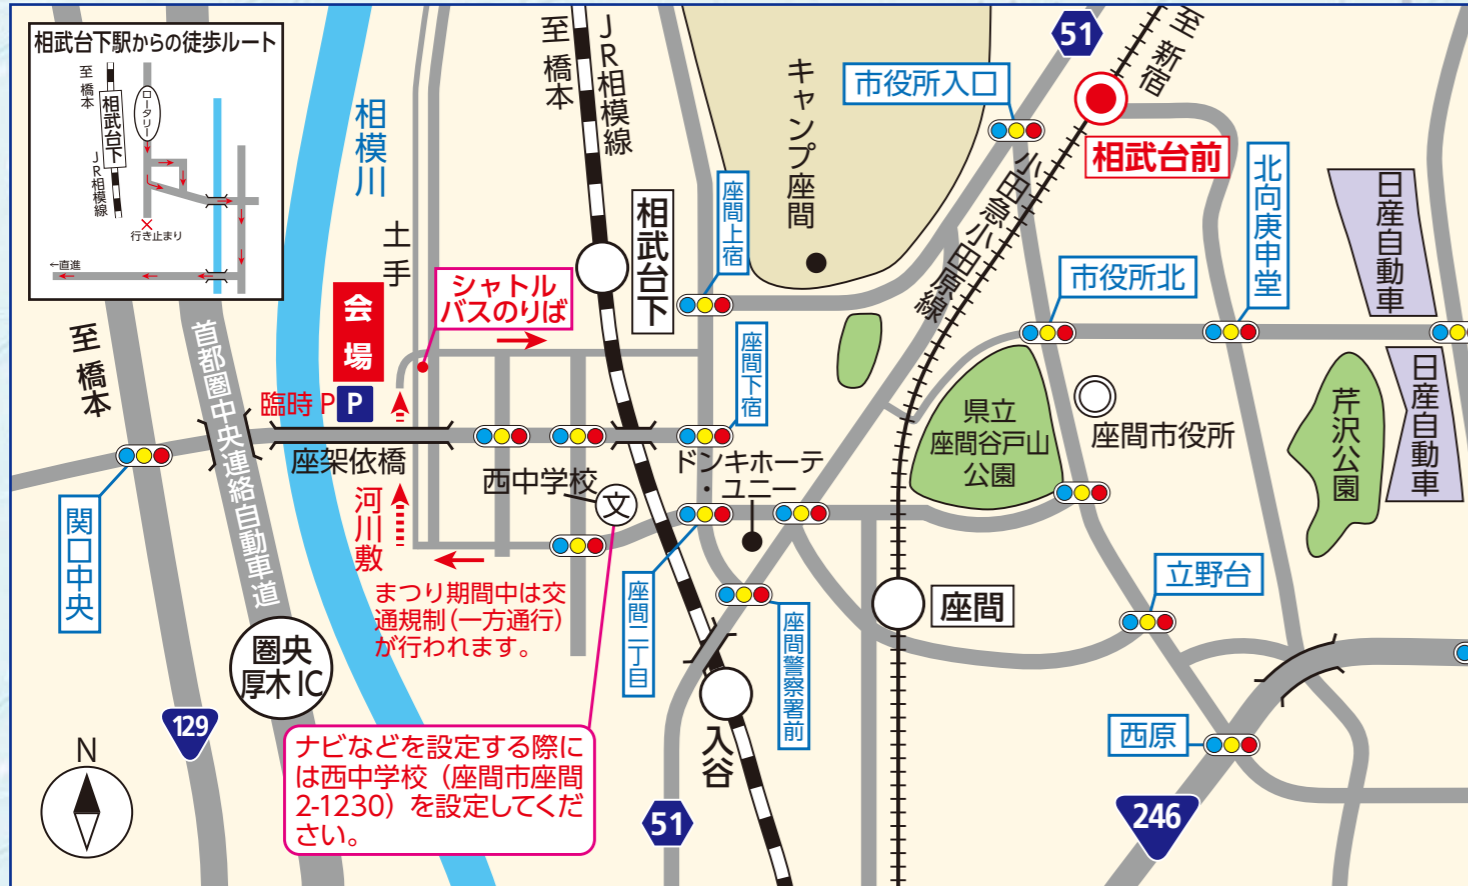 相武台下駅からの徒歩ルート
至 橋本
相武台下
JR相模線
ロータリー
行き止まり
←直進
相模川
土手
至 橋本
JR相模線
キャンプ座間
51
市役所入口
至 新宿
相武台前
小田急小田原線
相武台下
座間上宿
北向庚申堂
日産自動車
市役所北
シャトル
バスのりば
会場
至 橋本
首都圏中央連絡自動車道
臨時P
P
座間下宿
県立
座間谷戸山
公園
座間市役所
芹沢公園
日産自動車
座架依橋
西中学校
文
ドンキホーテ
・ユニー
関口中央
河川敷
まつり期間中は交
通規制(一方通行)
が行われます。
座間二丁目
座間警察署前
座間
立野台
圏央
厚木 IC
129
入谷
西原
N
ナビなどを設定する際に
は西中学校（座間市座間
2-1230）を設定してくだ
さい。
51
246